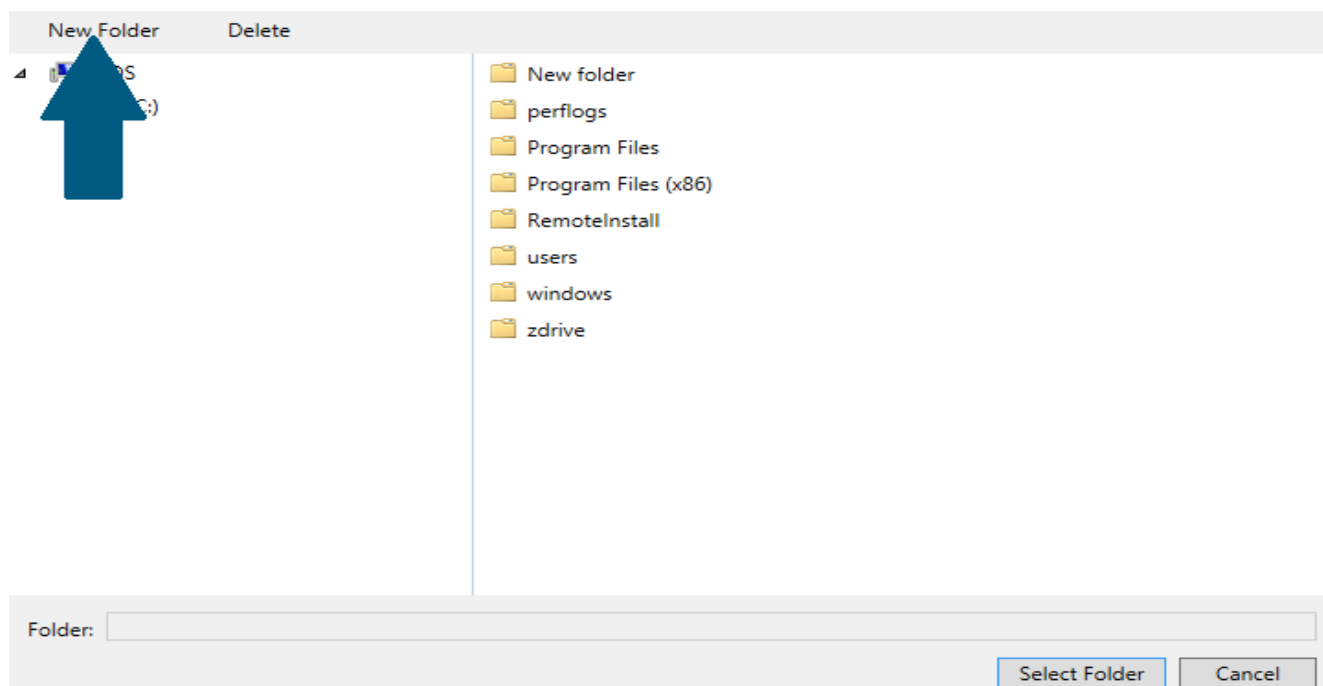 New Folder Delete
C:)
New folder
perflogs
Program Files
Program Files (x86)
RemoteInstall
users
windows
zdrive
Folder:
Select Folder Cancel